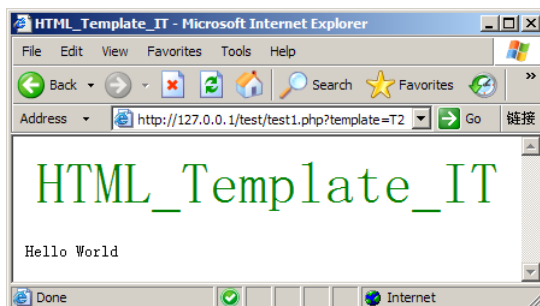 HTML_Template_IT - Microsoft Internet Explorer
File Edit View Favorites Tools Help
Back Search Favorites »
Address http://127.0.0.1/test/test1.php?template=T2 Go 链接
HTML_Template_IT
Hello World
Done Internet